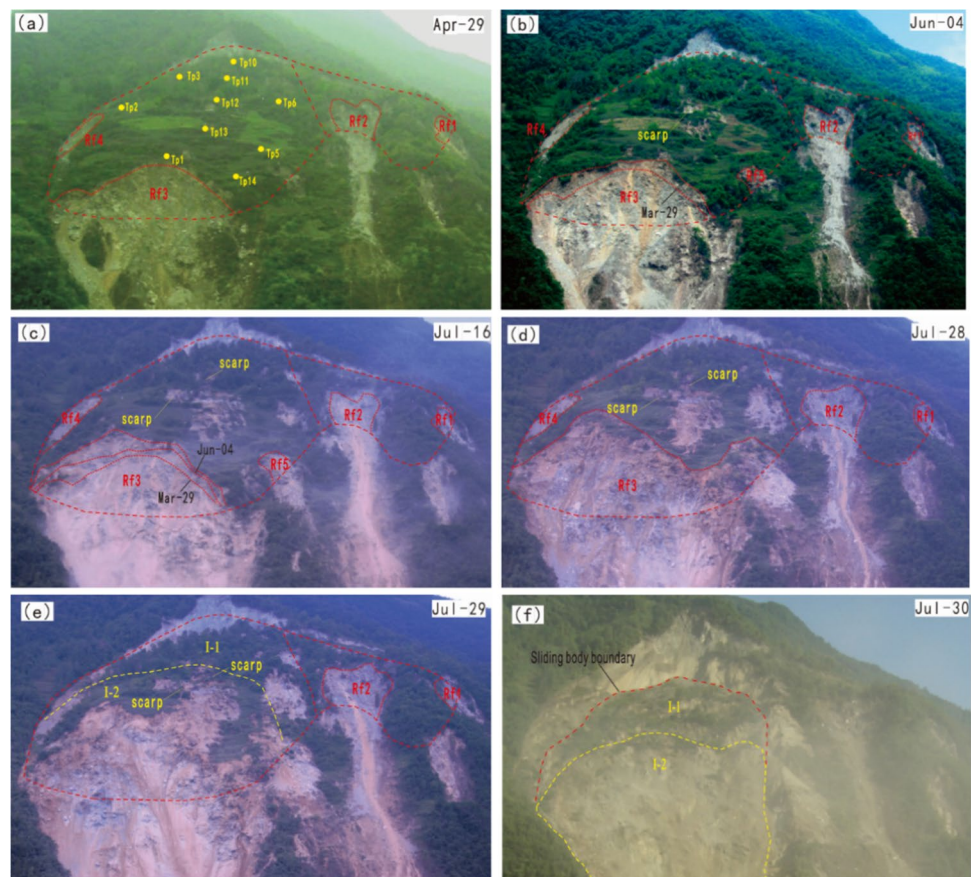 (a)
Apr-29
Tp10
Tp3
Tp11
Tp12
Tp6
Tp2
Tp13
Rf4
Rf2
Rf1
Tp5
Tp1
Tp14
Rf3
(b)
Jun-04
Rf4
scarp
Rf2
Rf1
Rf5
Rf3
Mar-29
(c)
Jul-16
scarp
Rf4
scarp
Rf2
Rf1
Jun-04
Rf5
Rf3
Mar-29
(d)
Jul-28
scarp
Rf4
scarp
Rf2
Rf1
Rf3
(e)
Jul-29
I-1
scarp
I-2
scarp
Rf2
Rf1
(f)
Jul-30
Sliding body boundary
I-1
I-2